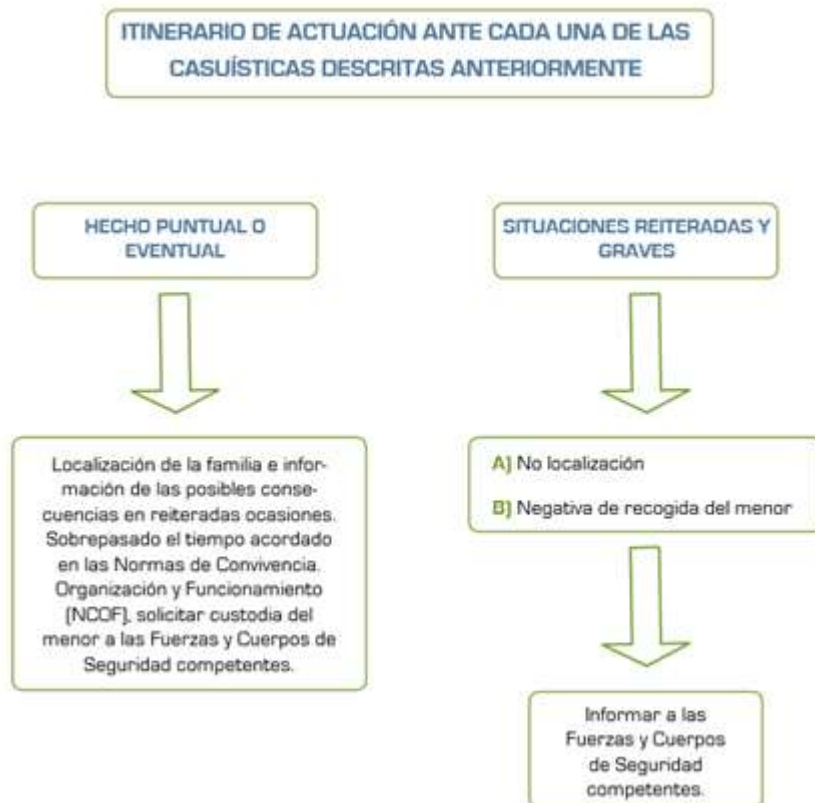 ITINERARIO DE ACTUACIÓN ANTE CADA UNA DE LAS
CASUÍSTICAS DESCRITAS ANTERIORMENTE
HECHO PUNTUAL O
EVENTUAL
Localización de la familia e infor-
mación de las posibles conse-
cuencias en reiteradas ocasiones.
Sobrepasado el tiempo acordado
en las Normas de Convivencia.
Organización y Funcionamiento
(NCOF), solicitar custodia del
menor a las Fuerzas y Cuerpos de
Seguridad competentes.
SITUACIONES REITERADAS Y
GRAVES
A) No localización
B) Negativa de recogida del menor
Informar a las
Fuerzas y Cuerpos
de Seguridad
competentes.